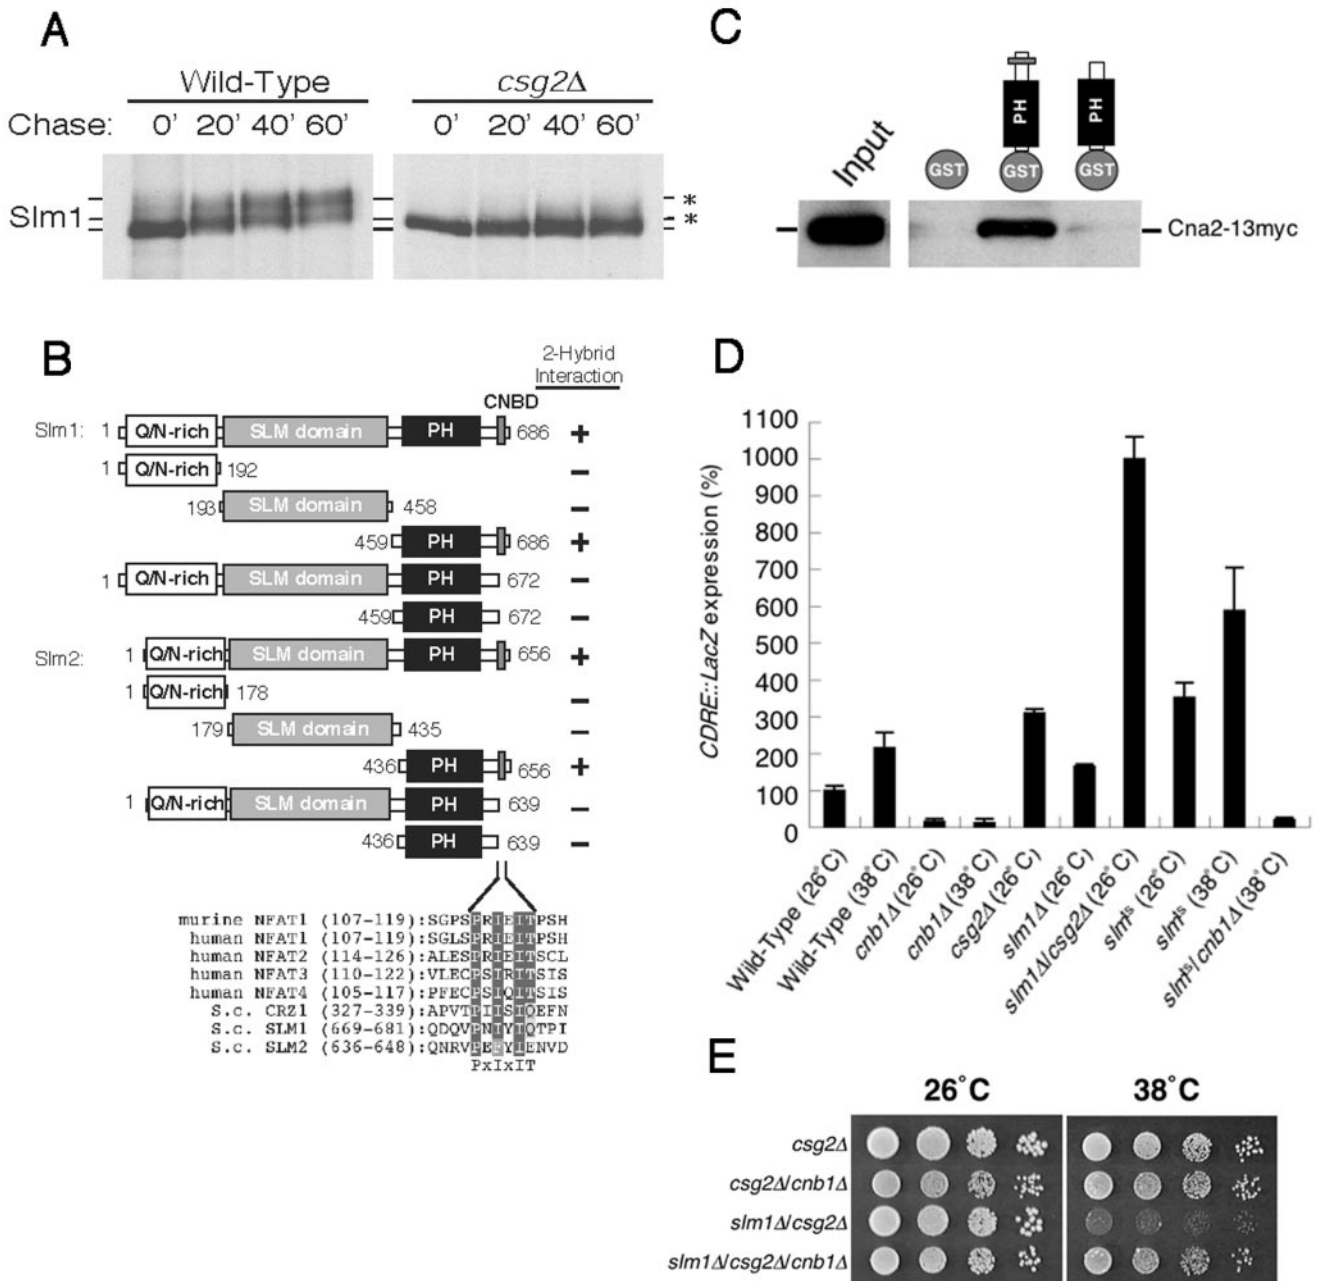 A
Wild-Type csg2Δ
Chase: 0' 20' 40' 60' 0' 20' 40' 60'
Slm1
*
*
B
2-Hybrid
Interaction
CNBD
Slm1: 1 Q/N-rich SLM domain PH 686 +
1 Q/N-rich 192 −
193 SLM domain 458 −
459 PH 686 +
1 Q/N-rich SLM domain PH 672 −
459 PH 672 −
Slm2: 1 Q/N-rich SLM domain PH 656 +
1 Q/N-rich 178 −
179 SLM domain 435 −
436 PH 656 +
1 Q/N-rich SLM domain PH 639 −
436 PH 639 −
murine NFAT1 (107-119):SGPSPRIEITPSH
human NFAT1 (107-119):SGLSPRIEITPSH
human NFAT2 (114-126):ALESPRIEITSCL
human NFAT3 (110-122):VLECPSIRITSIS
human NFAT4 (105-117):PFECPSIQITSIS
S.c. CRZ1 (327-339):APVTPIISIQEFN
S.c. SLM1 (669-681):QDQVPNIYIQTPI
S.c. SLM2 (636-648):QNRVPEFYIENVD
PxIxIT
C
Input
GST
PH GST
PH GST
Cna2-13myc
D
CDRE::LacZ expression (%)
1100
1000
900
800
700
600
500
400
300
200
100
0
Wild-Type (26°C)
Wild-Type (38°C)
cnb1Δ (26°C)
cnb1Δ (38°C)
csg2Δ (26°C)
slm1Δ (26°C)
slm1Δ/csg2Δ (26°C)
slmts (26°C)
slmts (38°C)
slmts/cnb1Δ (38°C)
E
26°C 38°C
csg2Δ
csg2Δ/cnb1Δ
slm1Δ/csg2Δ
slm1Δ/csg2Δ/cnb1Δ